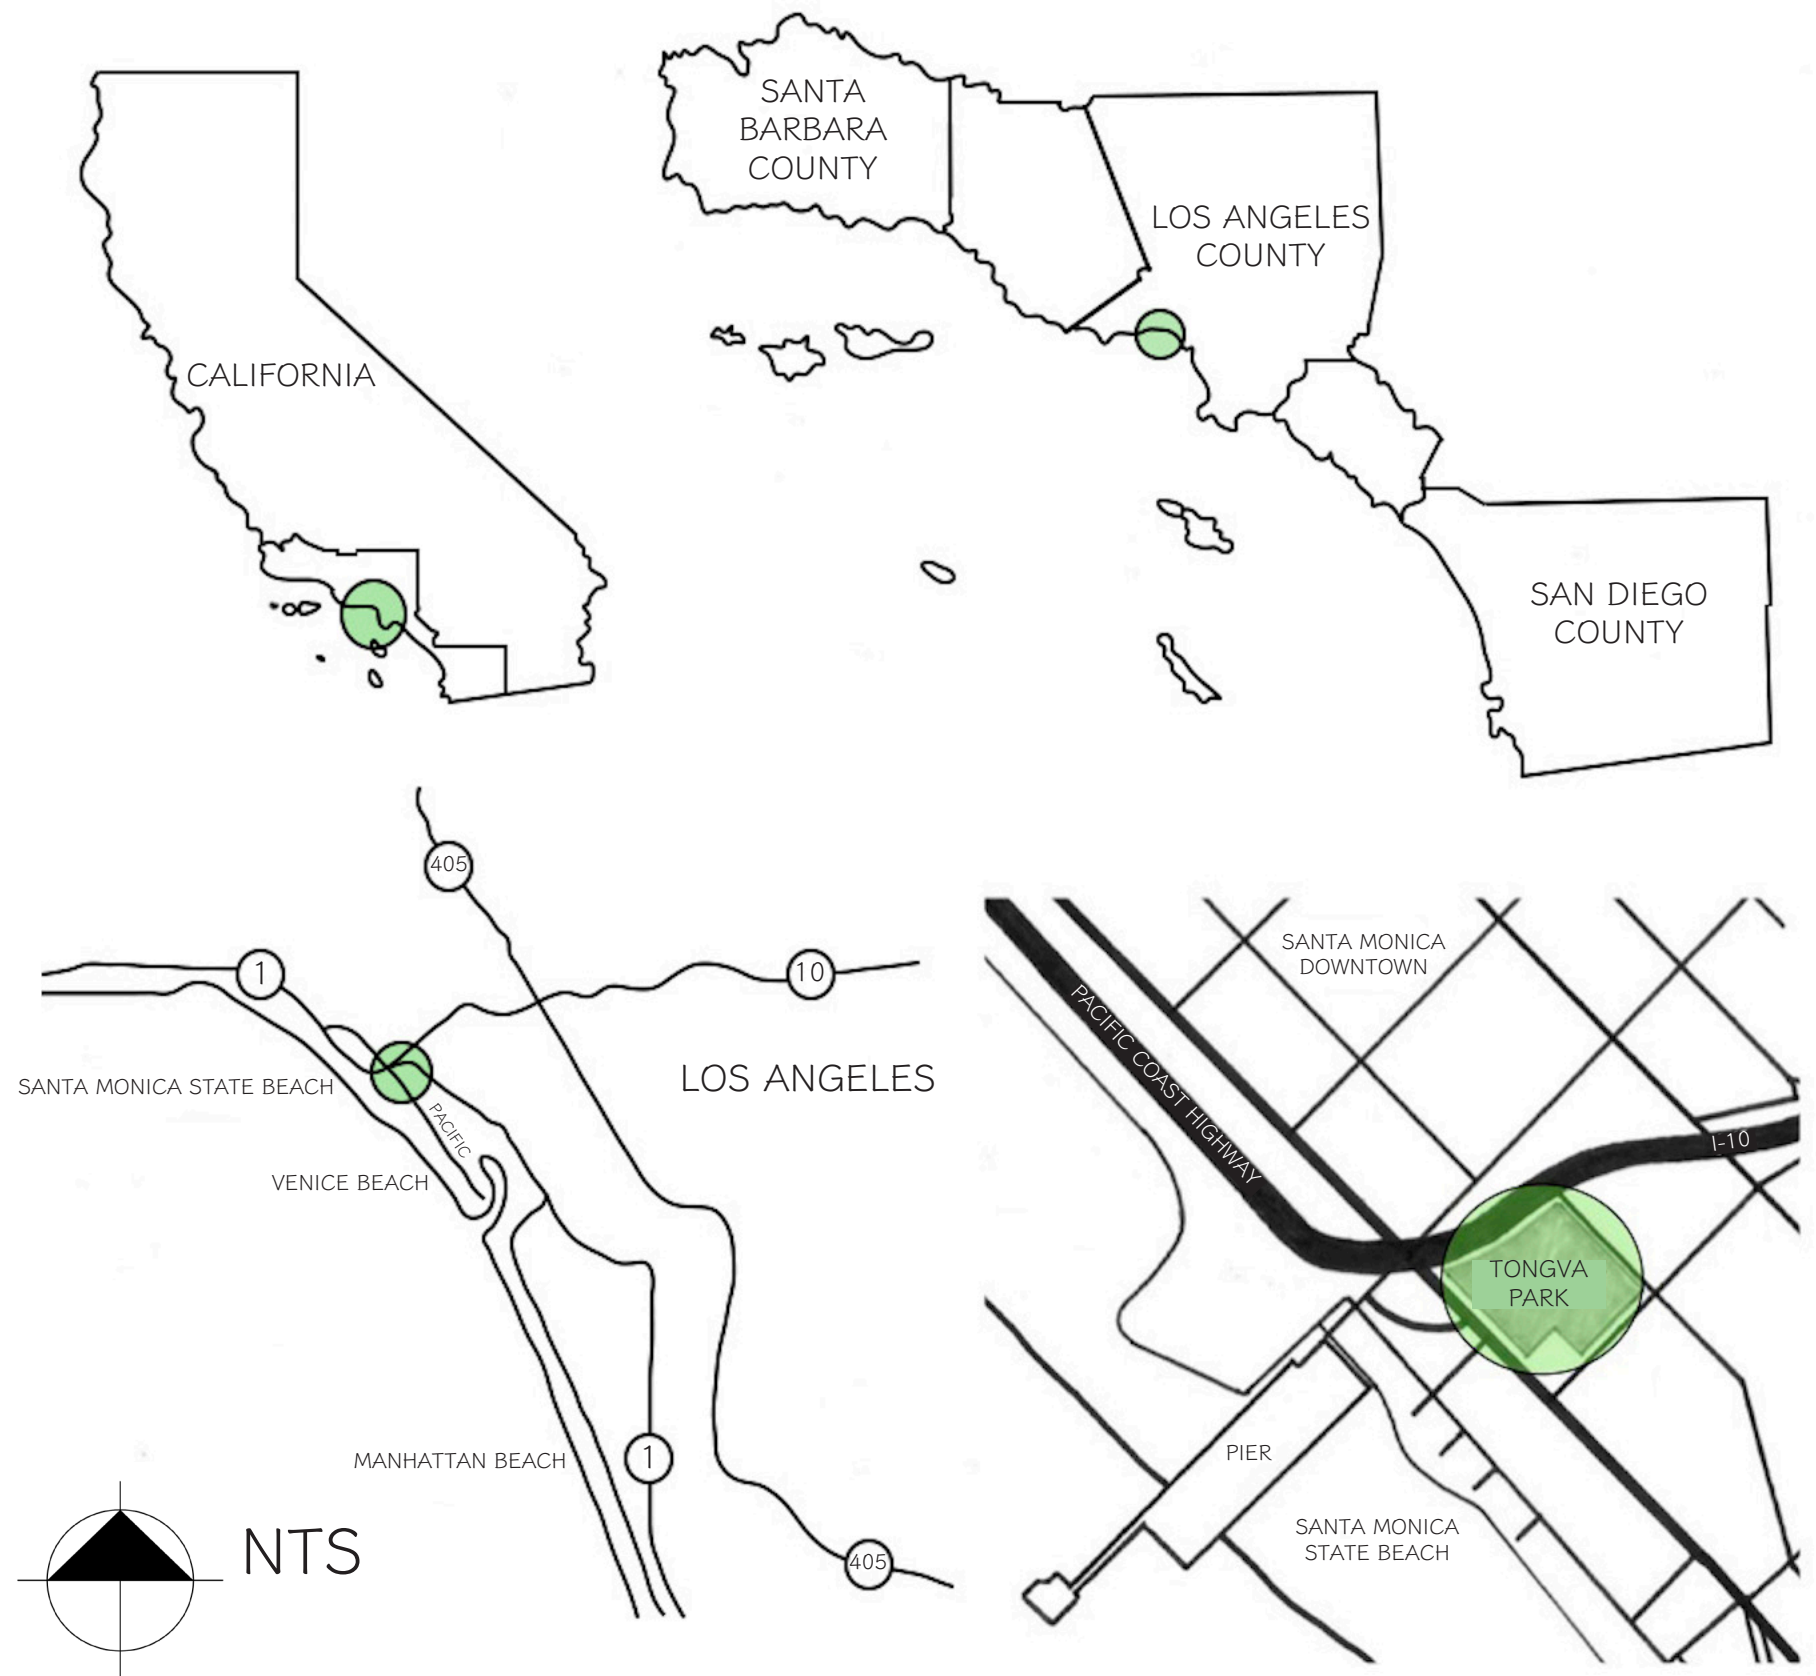 SANTA
BARBARA
COUNTY
LOS ANGELES
COUNTY
CALIFORNIA
SAN DIEGO
COUNTY
405
1
10
SANTA MONICA STATE BEACH
LOS ANGELES
PACIFIC
VENICE BEACH
MANHATTAN BEACH
1
405
NTS
SANTA MONICA
DOWNTOWN
PACIFIC COAST HIGHWAY
I-10
TONGVA
PARK
PIER
SANTA MONICA
STATE BEACH